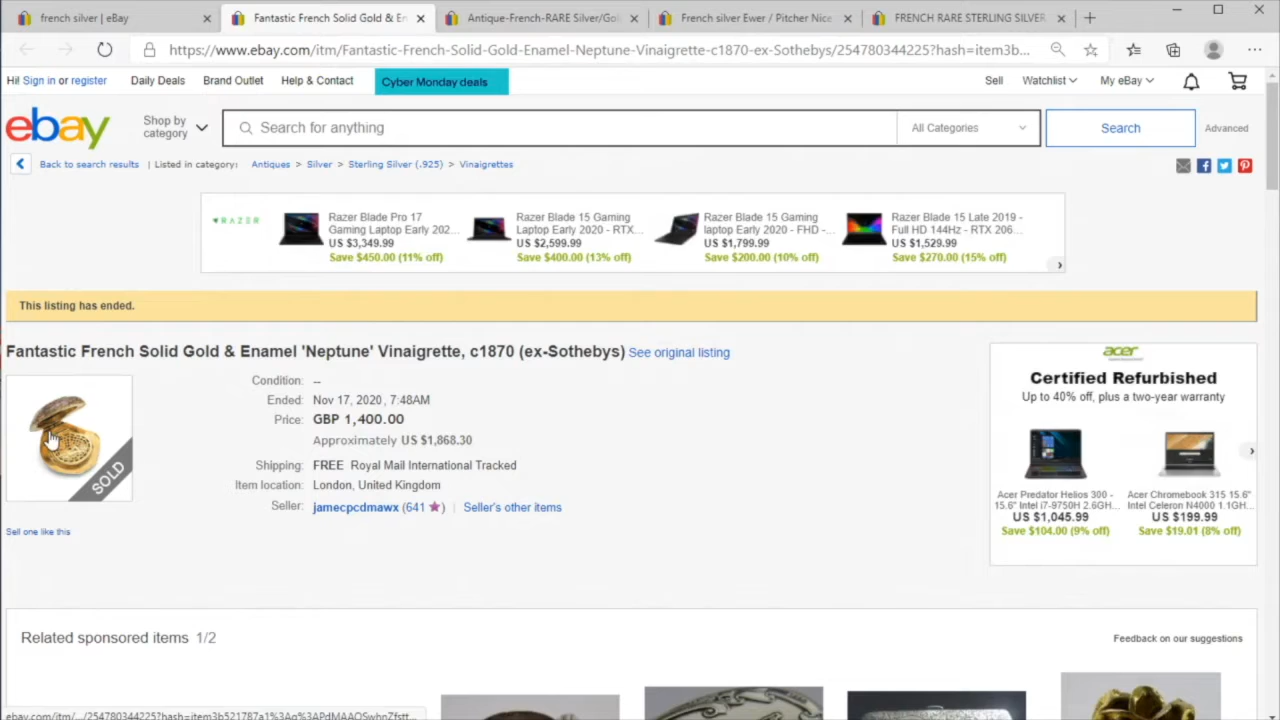 french silver | eBay
Fantastic French Solid Gold & En
Antique-French-RARE Silver/Gol
French silver Ewer / Pitcher Nice
FRENCH RARE STERLING SILVER
https://www.ebay.com/itm/Fantastic-French-Solid-Gold-Enamel-Neptune-Vinaigrette-c1870-ex-Sothebys/254780344225?hash=item3b...
Hi! Sign in or register
Daily Deals
Brand Outlet
Help & Contact
Cyber Monday deals
Sell
Watchlist
My eBay
ebay
Shop by category
Search for anything
All Categories
Search
Advanced
Back to search results | Listed in category: Antiques > Silver > Sterling Silver (.925) > Vinaigrettes
RAZER
Razer Blade Pro 17
Gaming Laptop Early 202...
US $3,349.99
Save $450.00 (11% off)
Razer Blade 15 Gaming
Laptop Early 2020 - RTX...
US $2,599.99
Save $400.00 (13% off)
Razer Blade 15 Gaming
laptop Early 2020 - FHD -...
US $1,799.99
Save $200.00 (10% off)
Razer Blade 15 Late 2019 -
Full HD 144Hz - RTX 206...
US $1,529.99
Save $270.00 (15% off)
This listing has ended.
Fantastic French Solid Gold & Enamel 'Neptune' Vinaigrette, c1870 (ex-Sothebys) See original listing
SOLD
Sell one like this
Condition: --
Ended: Nov 17, 2020 , 7:48AM
Price: GBP 1,400.00
Approximately US $1,868.30
Shipping: FREE Royal Mail International Tracked
Item location: London, United Kingdom
Seller: jamecpcdmawx (641 ★) | Seller's other items
acer
Certified Refurbished
Up to 40% off, plus a two-year warranty
Acer Predator Helios 300 -
15.6" Intel i7-9750H 2.6GH...
US $1,045.99
Save $104.00 (9% off)
Acer Chromebook 315 15.6"
Intel Celeron N4000 1.1GH...
US $199.99
Save $19.01 (8% off)
Related sponsored items 1/2
Feedback on our suggestions